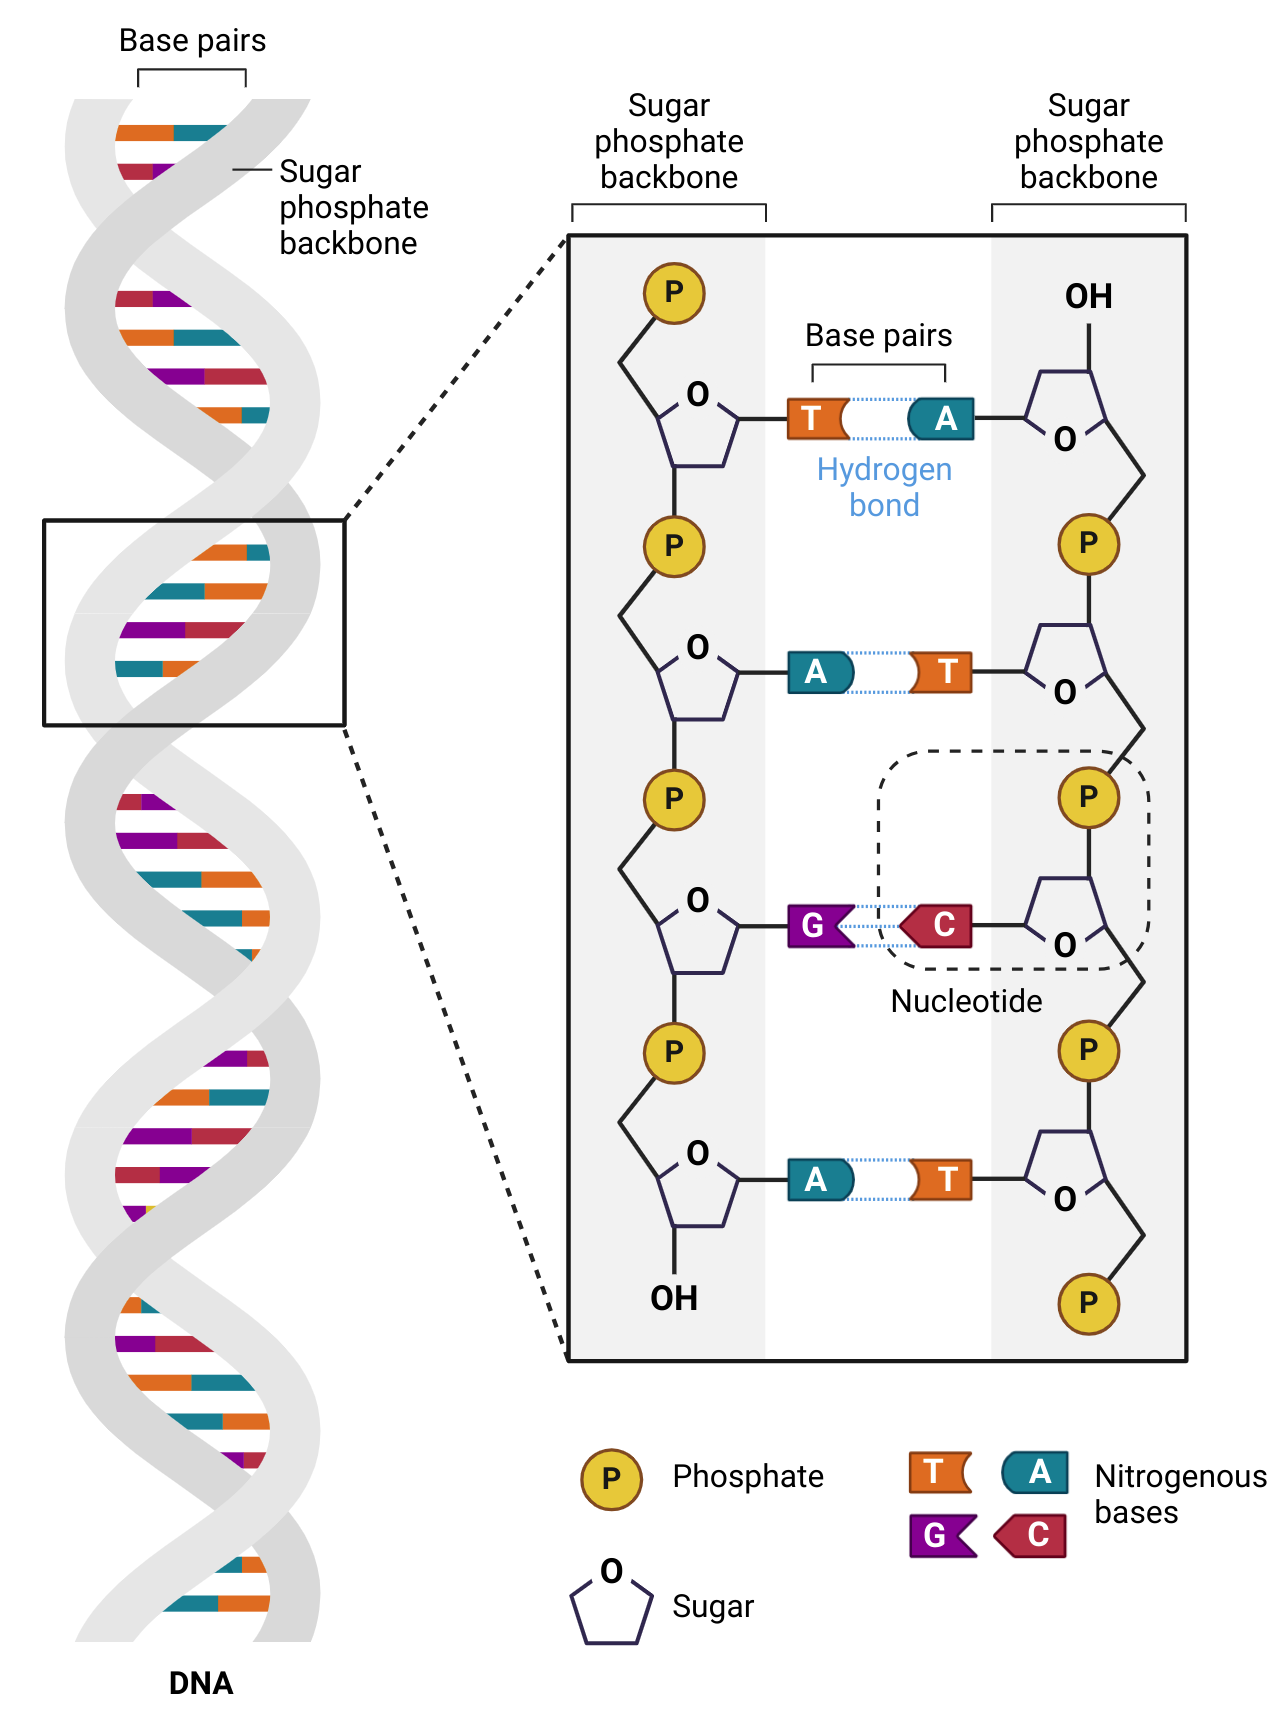 Base pairs
Sugar
phosphate
backbone
Sugar
phosphate
backbone
Sugar
phosphate
backbone
P
OH
Base pairs
O
T
A
O
Hydrogen
bond
P
P
O
A
T
O
P
P
O
G
C
O
Nucleotide
P
P
O
A
T
O
OH
P
P
Phosphate
T
A
G
C
Nitrogenous
bases
O
Sugar
DNA